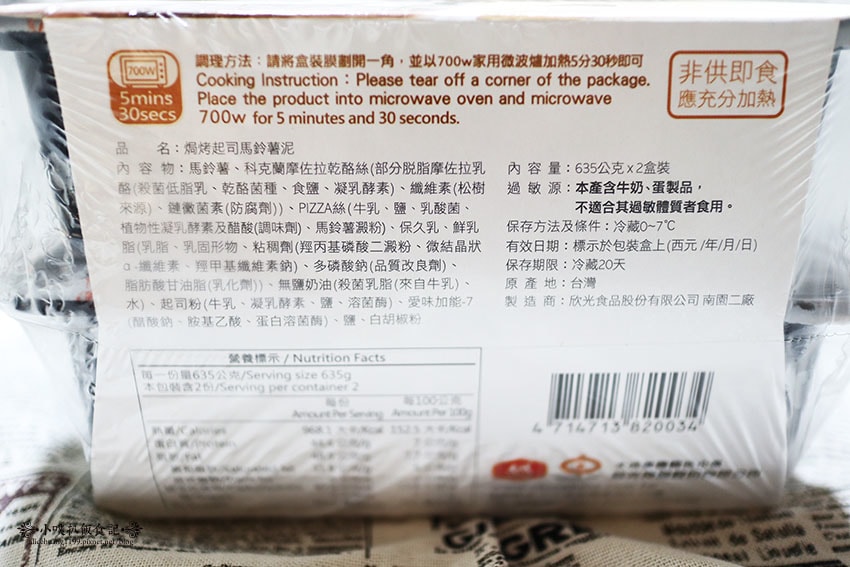 700W
5mins
30secs
調理方法：請將盒裝膜劃開一角，並以700w家用微波爐加熱5分30秒即可
Cooking Instruction：Please tear off a corner of the package.
Place the product into microwave oven and microwave
700w for 5 minutes and 30 seconds.
非供即食
應充分加熱
品 名：焗烤起司馬鈴薯泥
內 容 物：馬鈴薯、科克蘭摩佐拉乾酪絲(部分脫脂摩佐拉乳
酪(殺菌低脂乳、乾酪菌種、食鹽、凝乳酵素)、纖維素(松樹
來源)、鏈黴菌素(防腐劑))、PIZZA絲(牛乳、鹽、乳酸菌、
植物性凝乳酵素及醋酸(調味劑)、馬鈴薯澱粉)、保久乳、鮮乳
脂(乳脂、乳固形物、粘稠劑(羥丙基磷酸二澱粉、微結晶狀
α-纖維素、羥甲基纖維素鈉)、多磷酸鈉(品質改良劑)、
脂肪酸甘油脂(乳化劑))、無鹽奶油(殺菌乳脂(來自牛乳)、
水)、起司粉(牛乳、凝乳酵素、鹽、溶菌酶)、愛味加能-7
(醋酸鈉、胺基乙酸、蛋白溶菌酶)、鹽、白胡椒粉
內 容 量：635公克x2盒裝
過 敏 源：本產含牛奶、蛋製品，
不適合其過敏體質者食用。
保存方法及條件：冷藏0~7℃
有效日期：標示於包裝盒上(西元 /年/月/日)
保存期限：冷藏20天
原 產 地：台灣
製 造 商：欣光食品股份有限公司 南園二廠
營養標示 / Nutrition Facts
每一份量635公克/Serving size 635g
本包裝含2份/Serving per container 2
每份 每100公克
Amount Per Serving Amount Per 100g
熱量/Calories 968.1 大卡/Kcal 152.5 大卡/Kcal
4 714713 820034
小噗趴飯食記